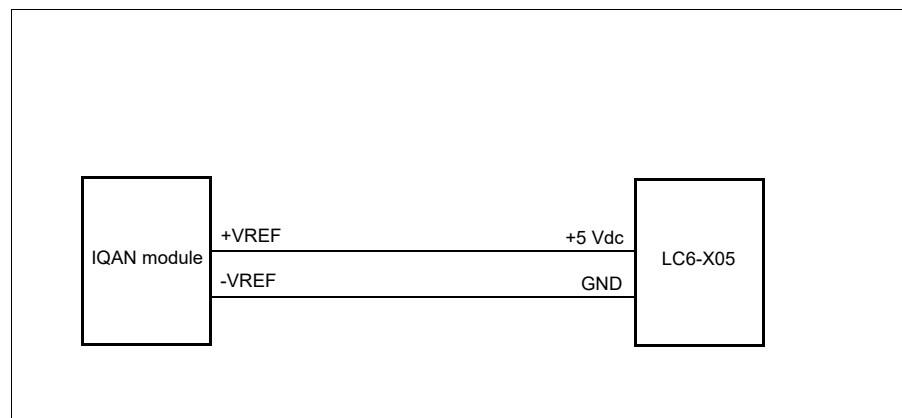 +VREF +5 Vdc
IQAN module LC6-X05
-VREF GND